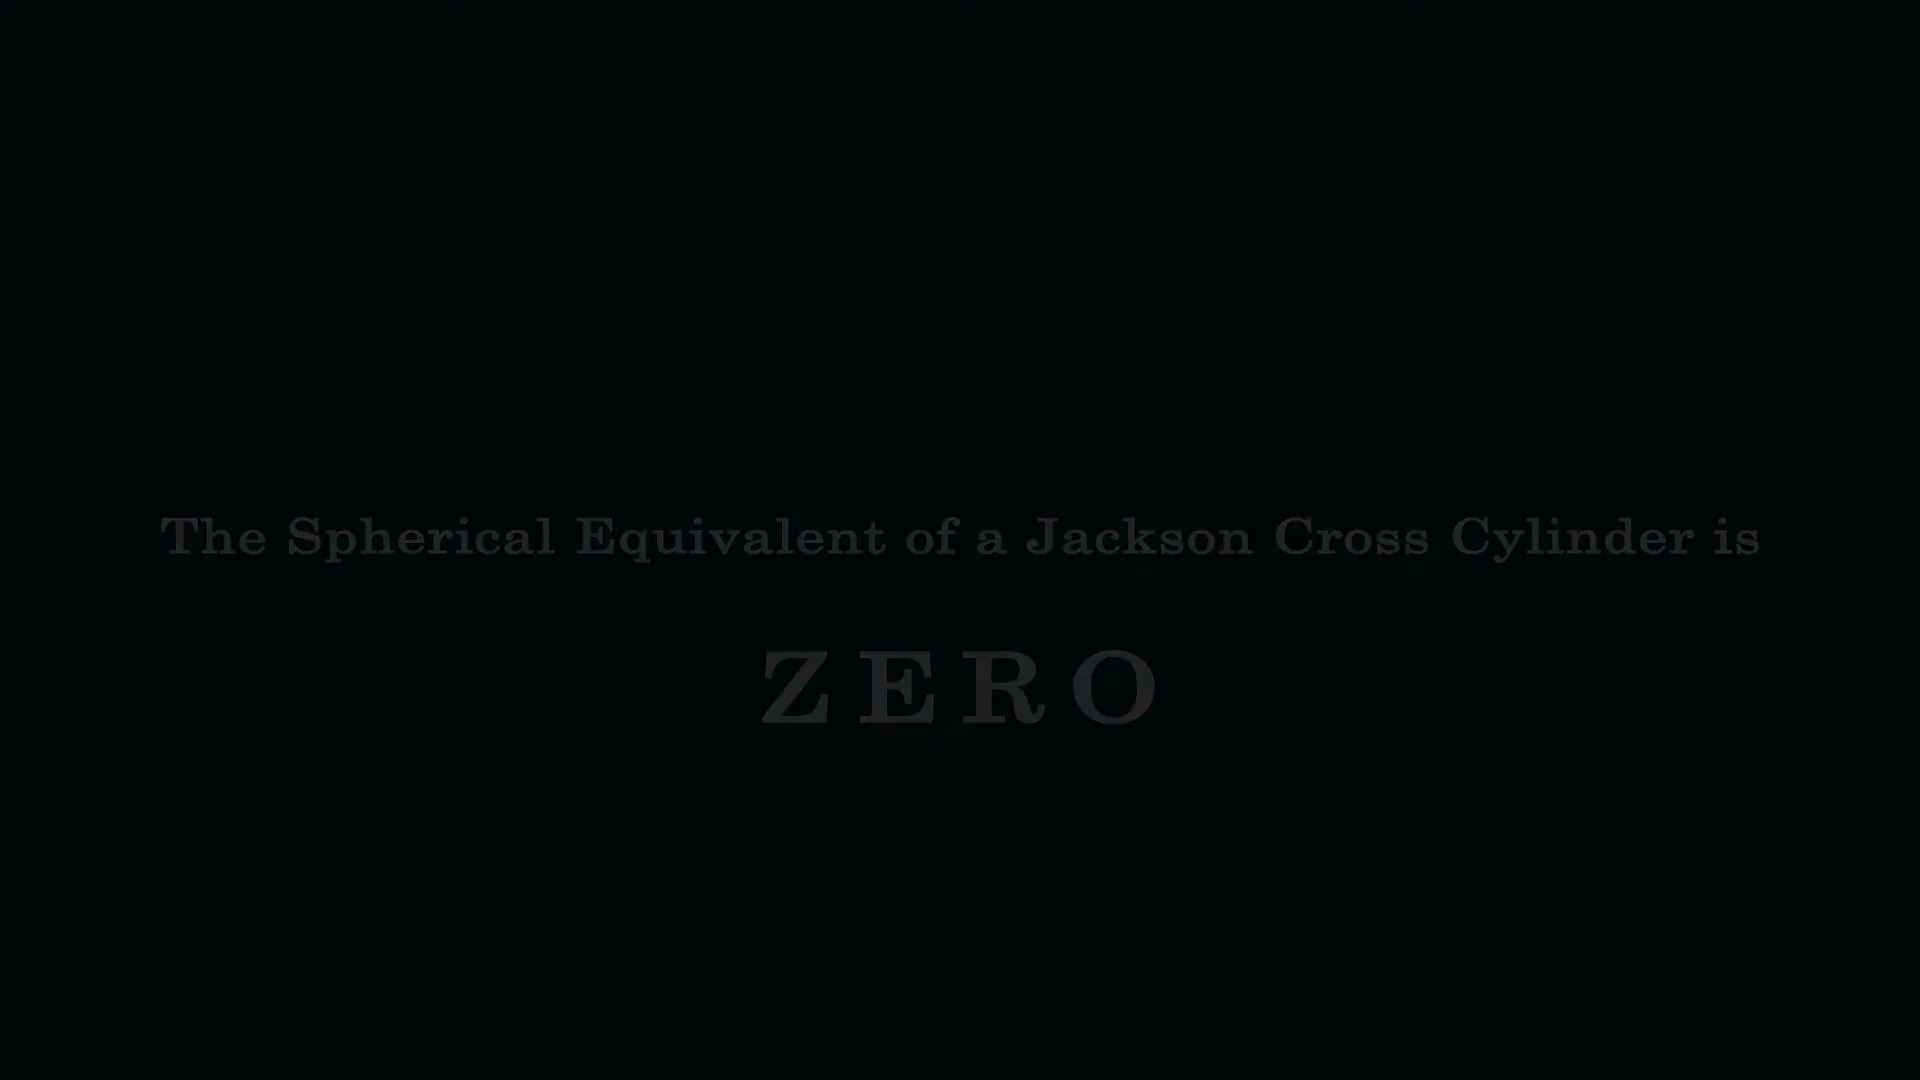 The Spherical Equivalent of a Jackson Cross Cylinder is
ZERO